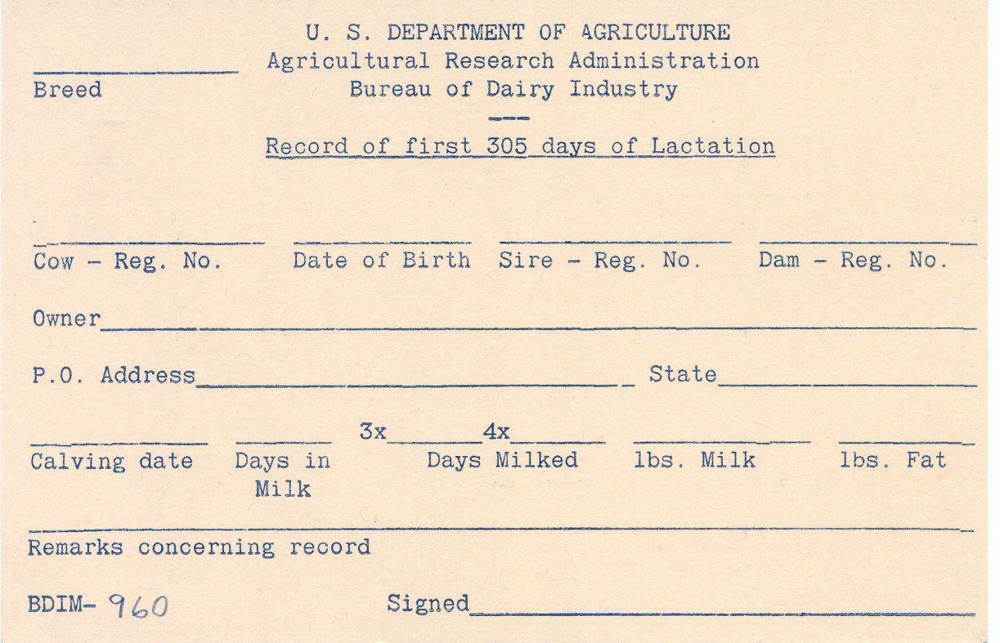 U. S. DEPARTMENT OF AGRICULTURE
Agricultural Research Administration
Breed
Bureau of Dairy Industry
---
Record of first 305 days of Lactation
Cow - Reg. No. Date of Birth Sire - Reg. No. Dam - Reg. No.
Owner
P.O. Address State
3x 4x
Calving date Days in Days Milked lbs. Milk lbs. Fat
Milk
Remarks concerning record
BDIM- 960 Signed